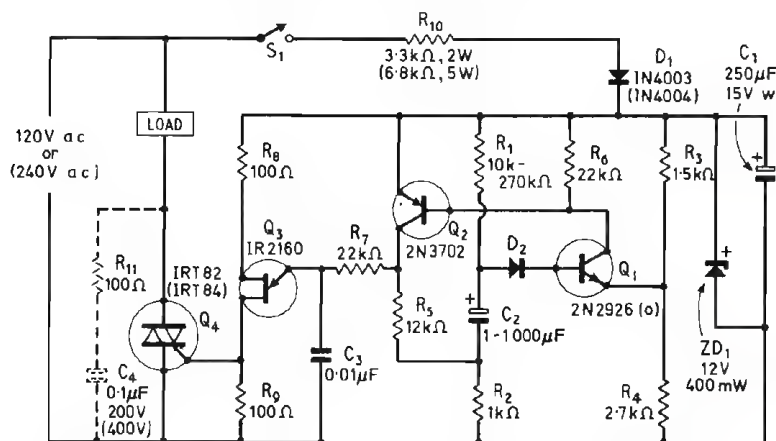 R10
3.3kΩ, 2W
(6.8kΩ, 5W)
S1
D1
IN4003
(IN4004)
C1
250µF
15V w
LOAD
120V ac
or
(240V ac)
R8
100Ω
R1
10k-
270kΩ
R6
22kΩ
R3
1·5kΩ
Q3
IR2160
R7
22kΩ
Q2
2N3702
D2
Q1
2N2926 (o)
R11
100Ω
IRT82
(IRT84)
Q4
R5
12kΩ
C2
1-1000µF
ZD1
12V
400mW
C4
0·1µF
200V
(400V)
C3
0·01µF
R9
100Ω
R2
1kΩ
R4
2·7kΩ
+
+
+